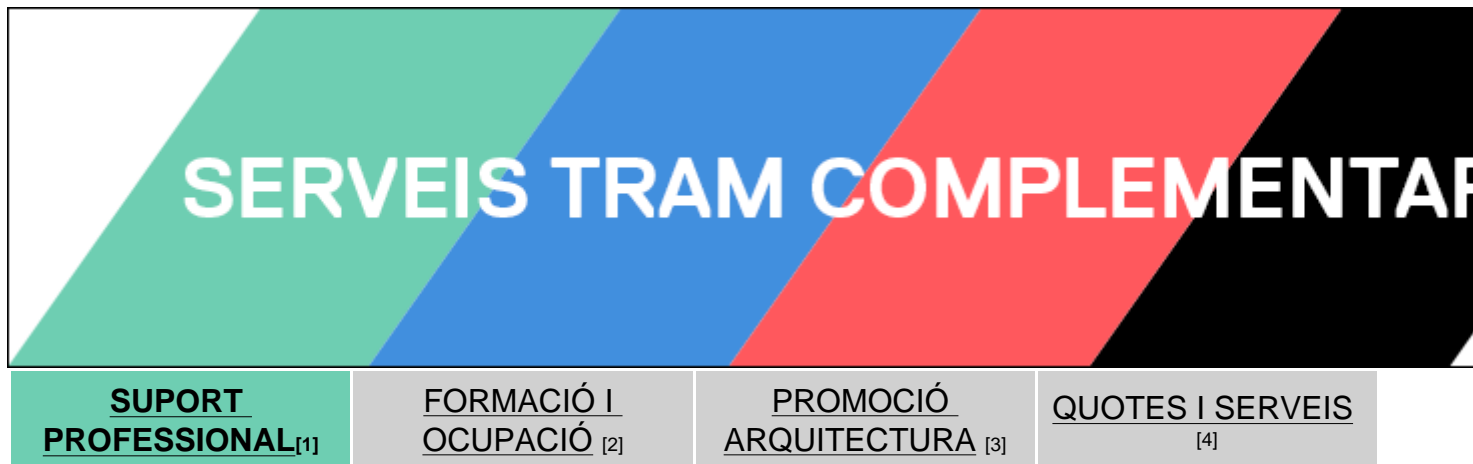 SERVEIS TRAM COMPLEMENTAR
SUPORT
PROFESSIONAL[1]
FORMACIÓ I
OCUPACIÓ [2]
PROMOCIÓ
ARQUITECTURA [3]
QUOTES I SERVEIS
[4]